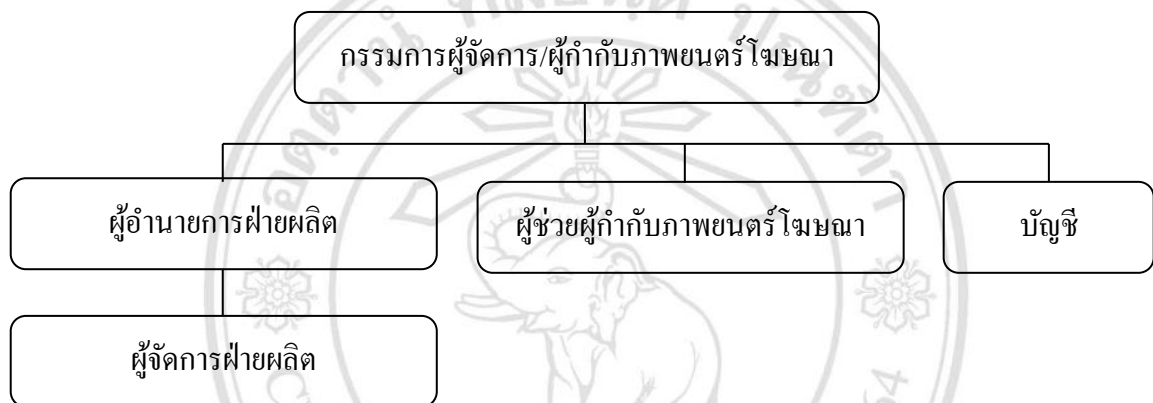 กรรมการผู้จัดการ/ผู้กำกับภาพยนตร์โฆษณา
ผู้อำนายการฝ่ายผลิต
ผู้ช่วยผู้กำกับภาพยนตร์โฆษณา
บัญชี
ผู้จัดการฝ่ายผลิต